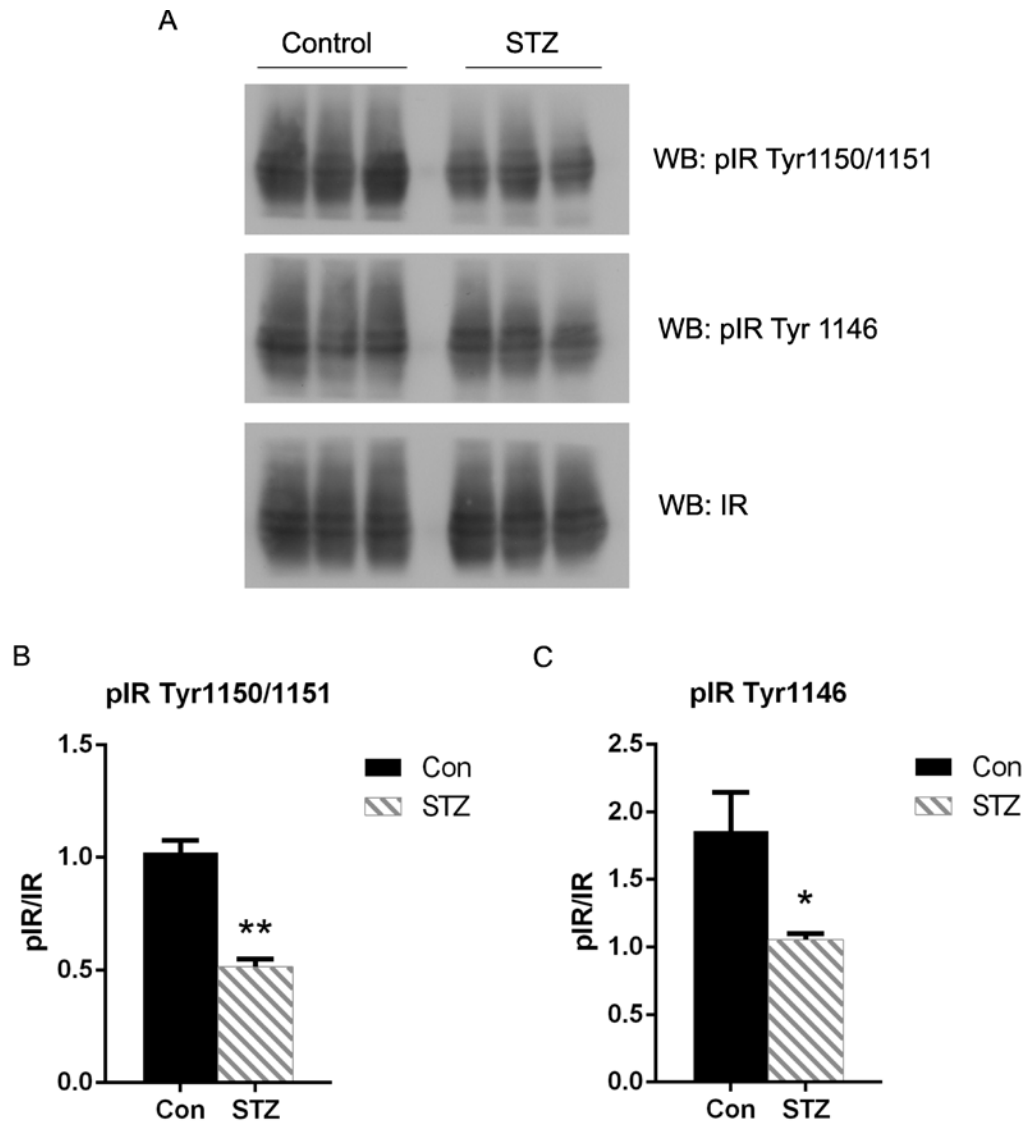 A
Control STZ
WB: pIR Tyr1150/1151
WB: pIR Tyr 1146
WB: IR
B
pIR Tyr1150/1151
1.5
1.0
0.5
0.0
pIR/IR
**
Con STZ
Con
STZ
C
pIR Tyr1146
2.5
2.0
1.5
1.0
0.5
0.0
pIR/IR
*
Con STZ
Con
STZ